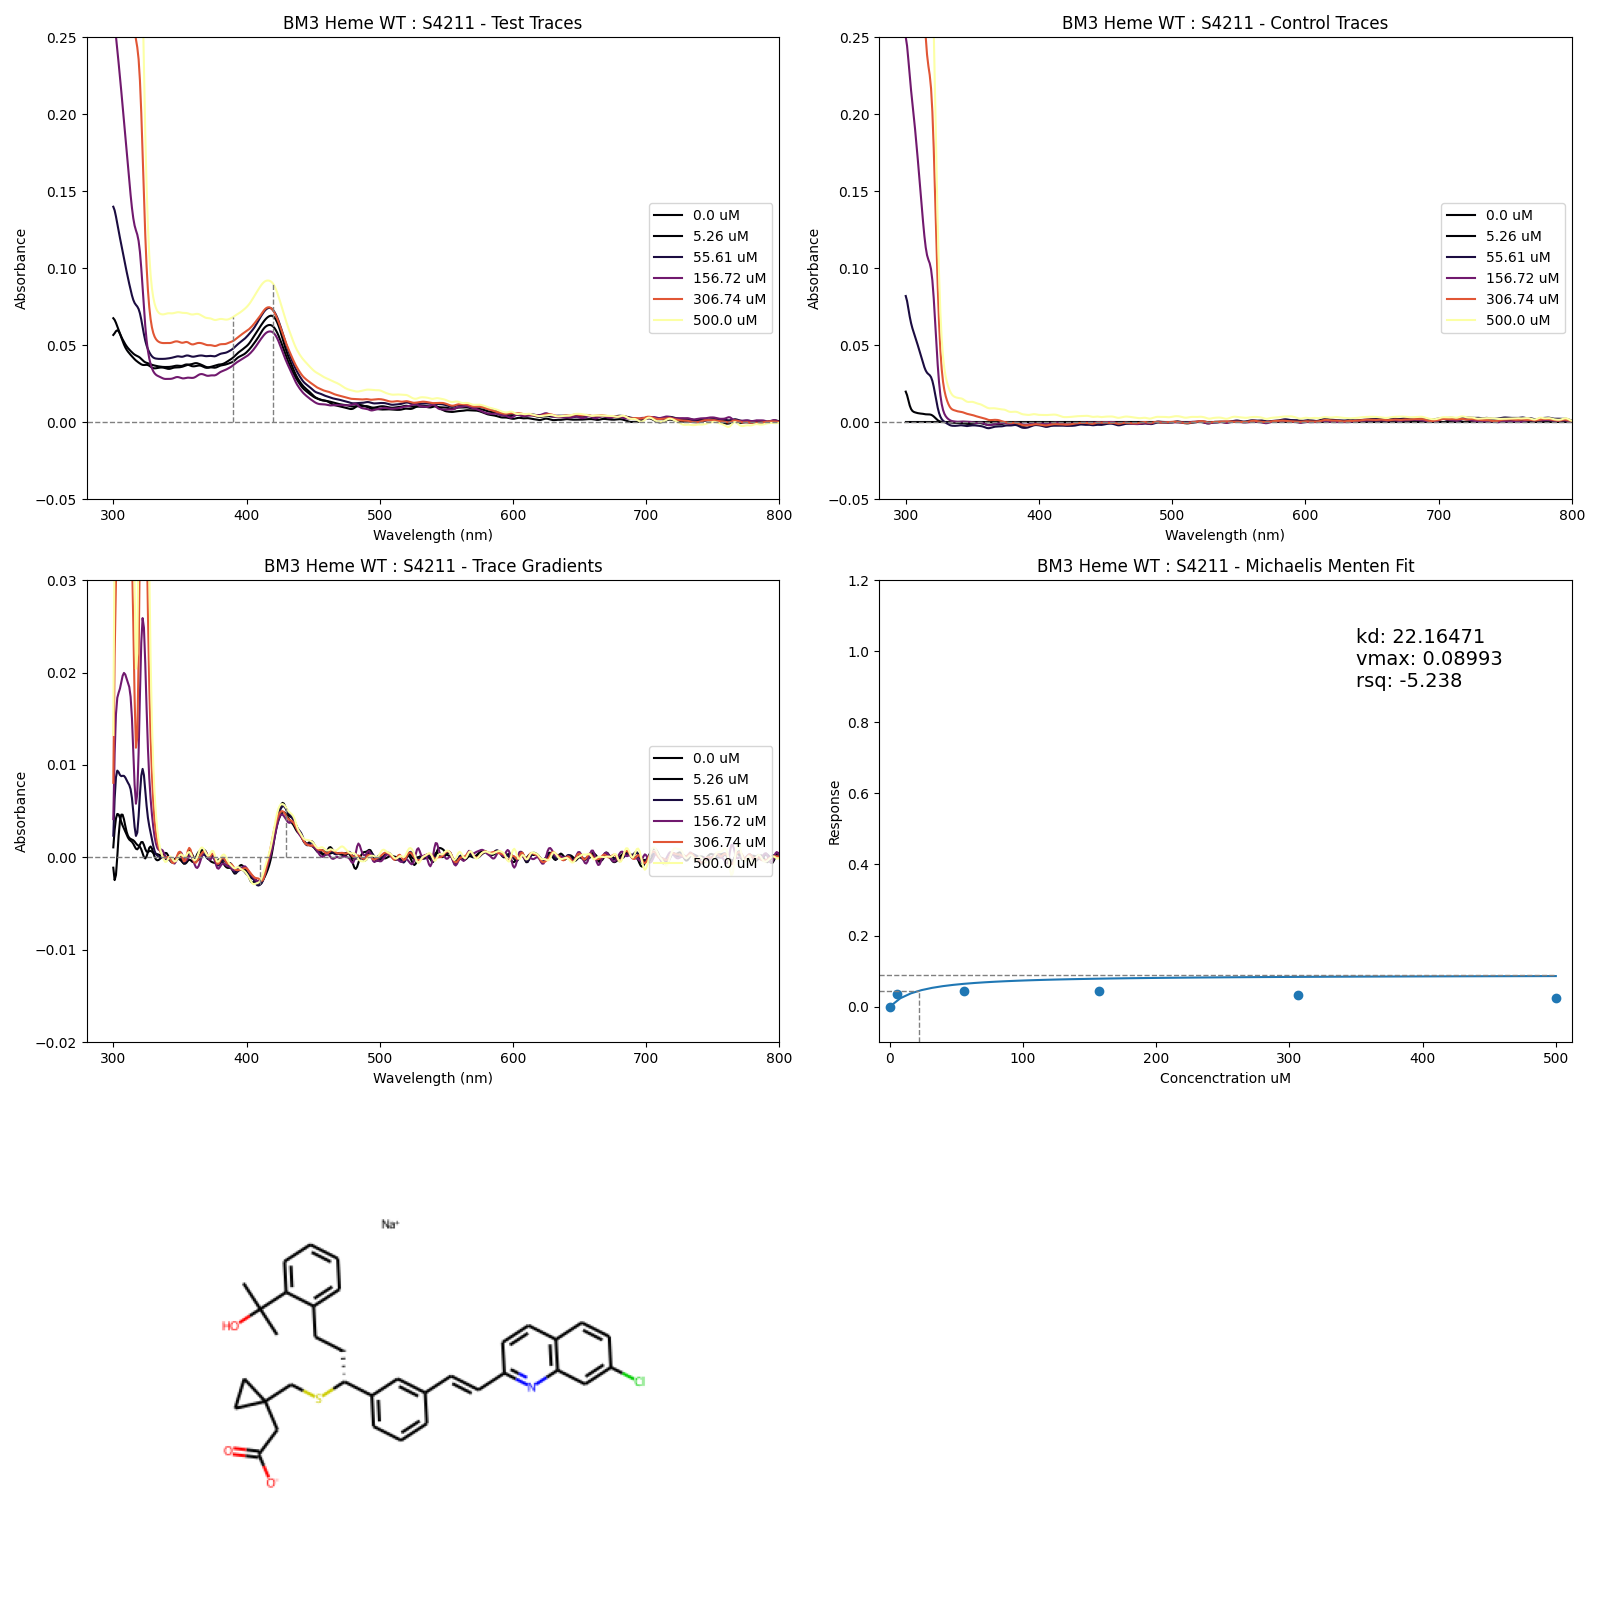 BM3 Heme WT : S4211 - Test Traces
0.25
0.20
0.15
0.10
0.05
0.00
−0.05
Absorbance
300 400 500 600 700 800
Wavelength (nm)
0.0 uM
5.26 uM
55.61 uM
156.72 uM
306.74 uM
500.0 uM
BM3 Heme WT : S4211 - Control Traces
0.25
0.20
0.15
0.10
0.05
0.00
−0.05
Absorbance
300 400 500 600 700 800
Wavelength (nm)
0.0 uM
5.26 uM
55.61 uM
156.72 uM
306.74 uM
500.0 uM
BM3 Heme WT : S4211 - Trace Gradients
0.03
0.02
0.01
0.00
−0.01
−0.02
Absorbance
300 400 500 600 700 800
Wavelength (nm)
0.0 uM
5.26 uM
55.61 uM
156.72 uM
306.74 uM
500.0 uM
BM3 Heme WT : S4211 - Michaelis Menten Fit
1.2
1.0
0.8
0.6
0.4
0.2
0.0
Response
0 100 200 300 400 500
Concenctration uM
kd: 22.16471
vmax: 0.08993
rsq: -5.238
Na⁺
HO
S
N
Cl
O
O⁻